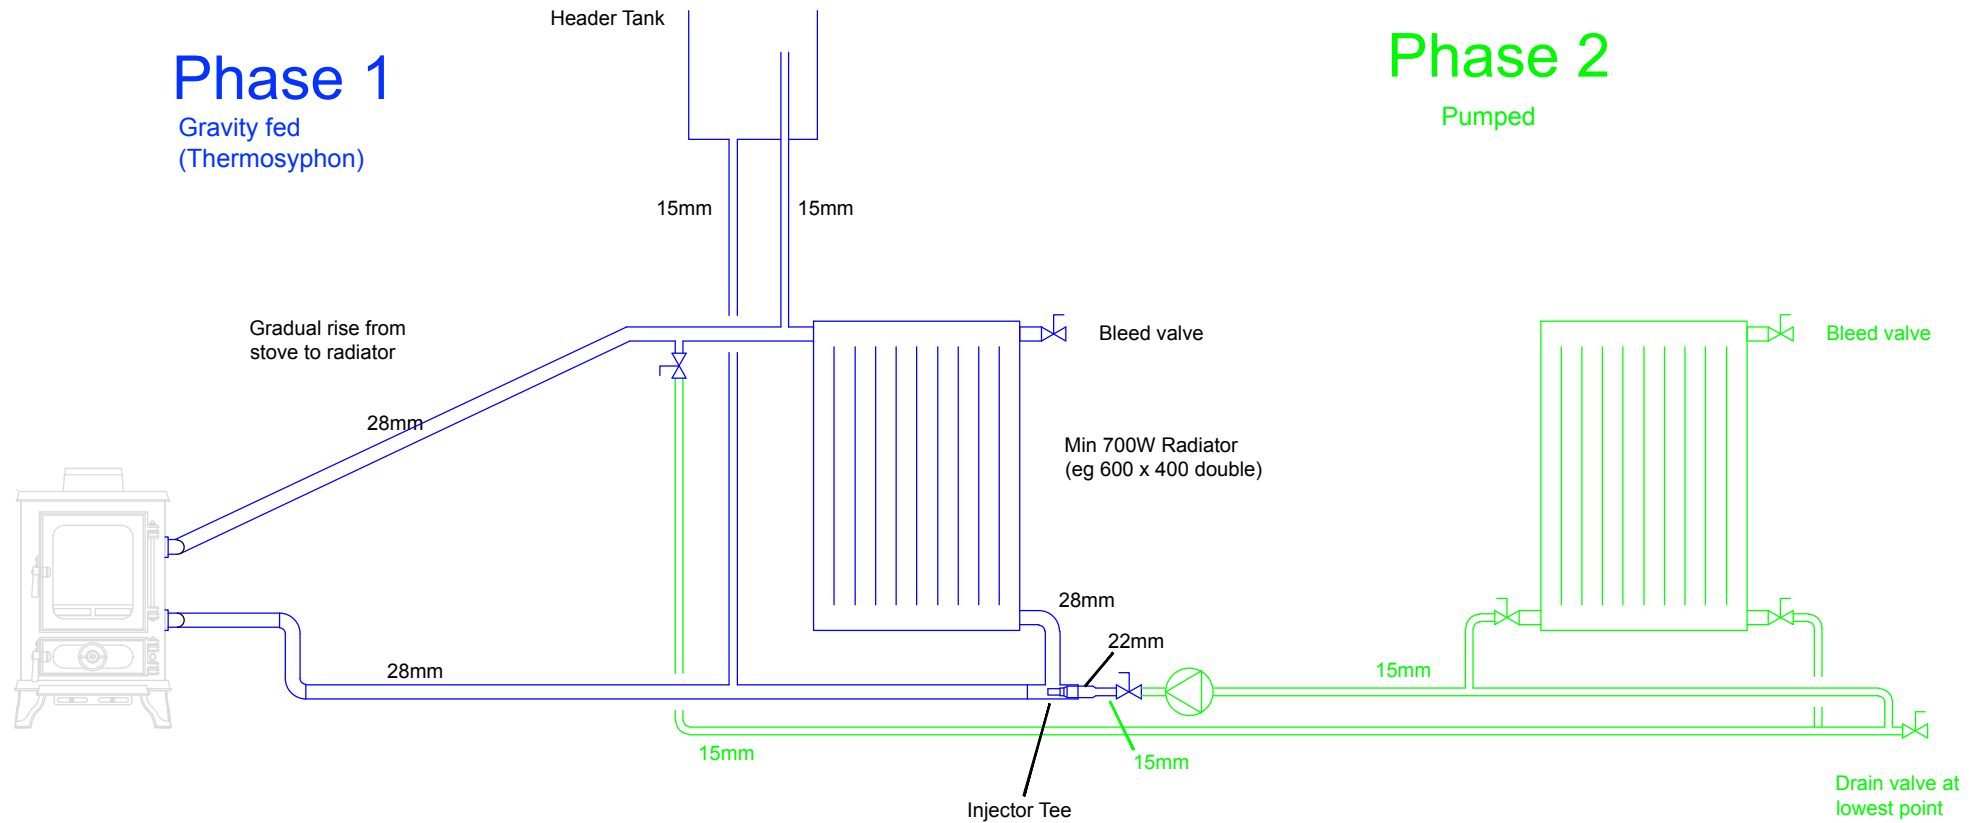 Header Tank
Phase 1
Gravity fed
(Thermosyphon)
Phase 2
Pumped
15mm
15mm
Gradual rise from
stove to radiator
Bleed valve
Bleed valve
28mm
Min 700W Radiator
(eg 600 x 400 double)
28mm
22mm
28mm
15mm
15mm
15mm
Injector Tee
Drain valve at
lowest point